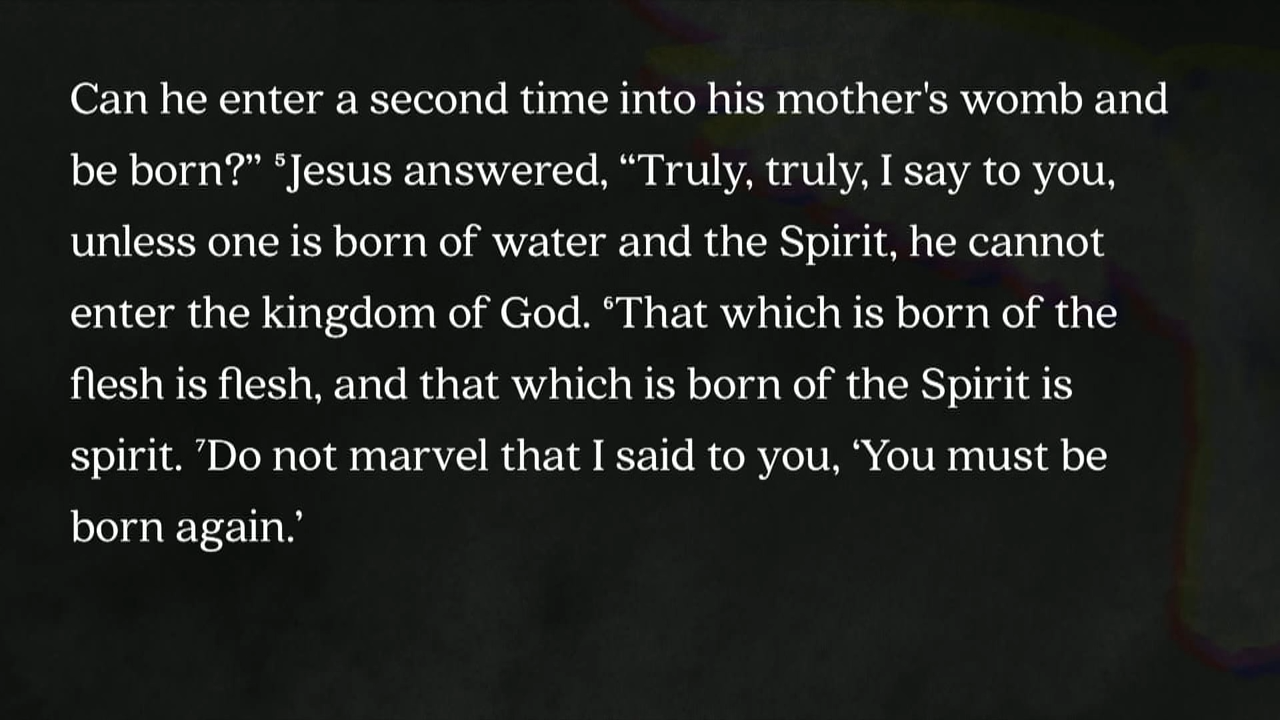 Can he enter a second time into his mother's womb and
be born?” ⁵Jesus answered, “Truly, truly, I say to you,
unless one is born of water and the Spirit, he cannot
enter the kingdom of God. ⁶That which is born of the
flesh is flesh, and that which is born of the Spirit is
spirit. ⁷Do not marvel that I said to you, ‘You must be
born again.’